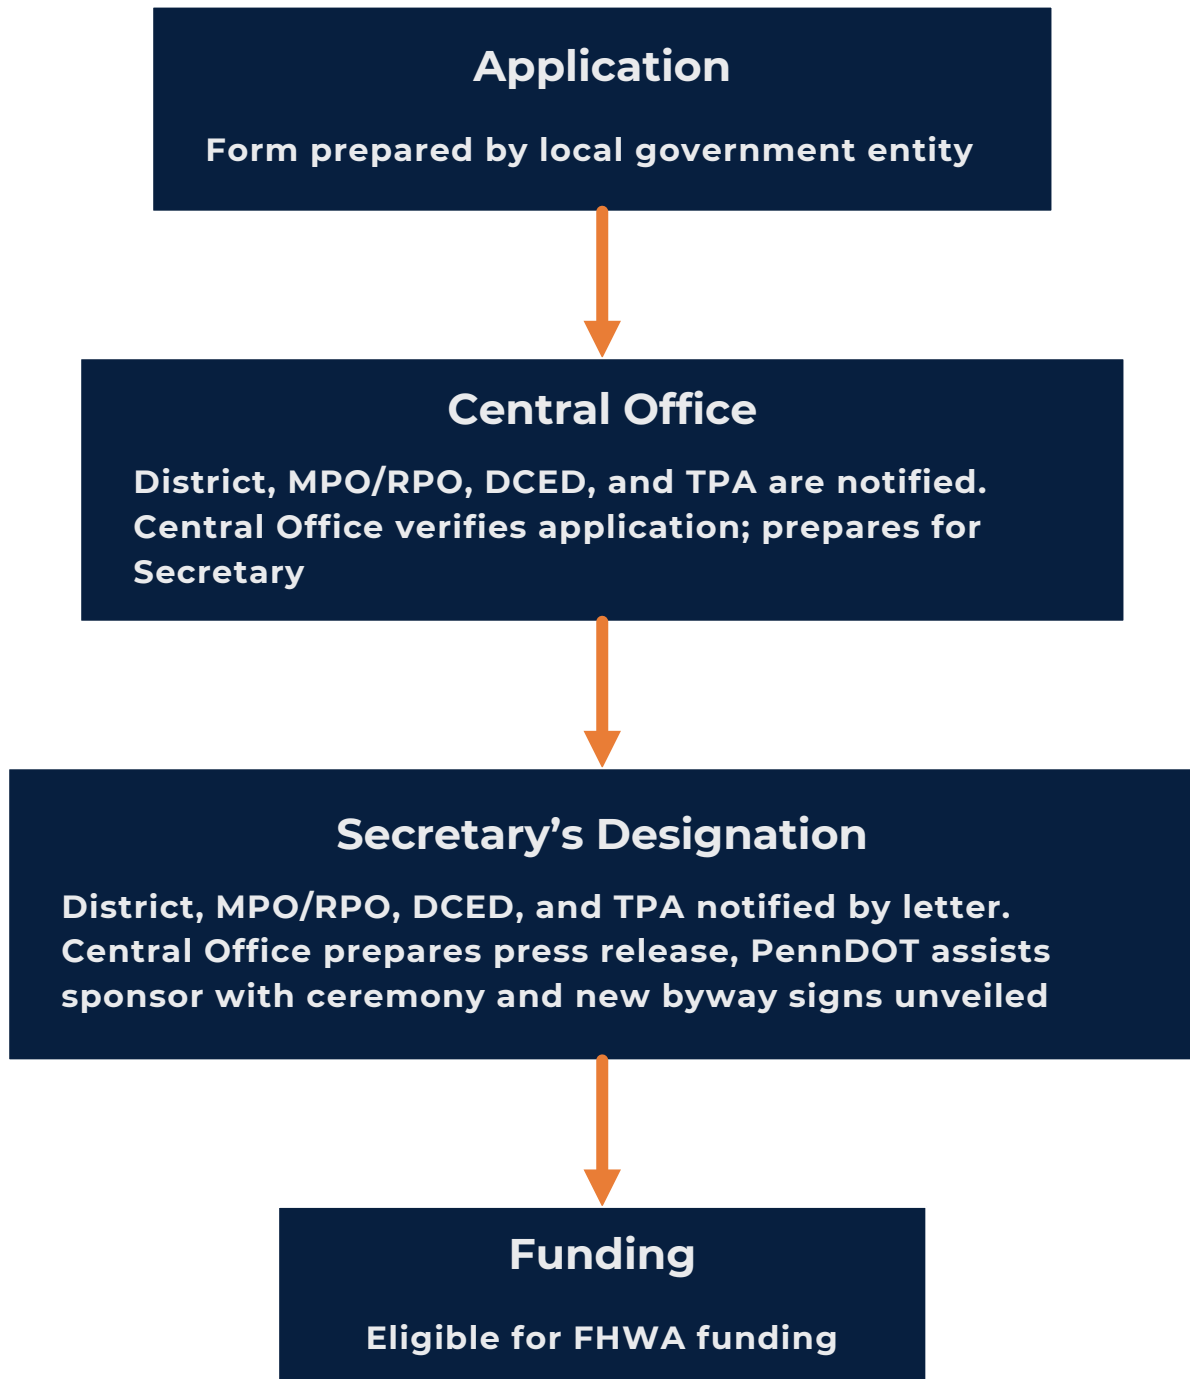 Application
Form prepared by local government entity
Central Office
District, MPO/RPO, DCED, and TPA are notified.
Central Office verifies application; prepares for
Secretary
Secretary’s Designation
District, MPO/RPO, DCED, and TPA notified by letter.
Central Office prepares press release, PennDOT assists
sponsor with ceremony and new byway signs unveiled
Funding
Eligible for FHWA funding